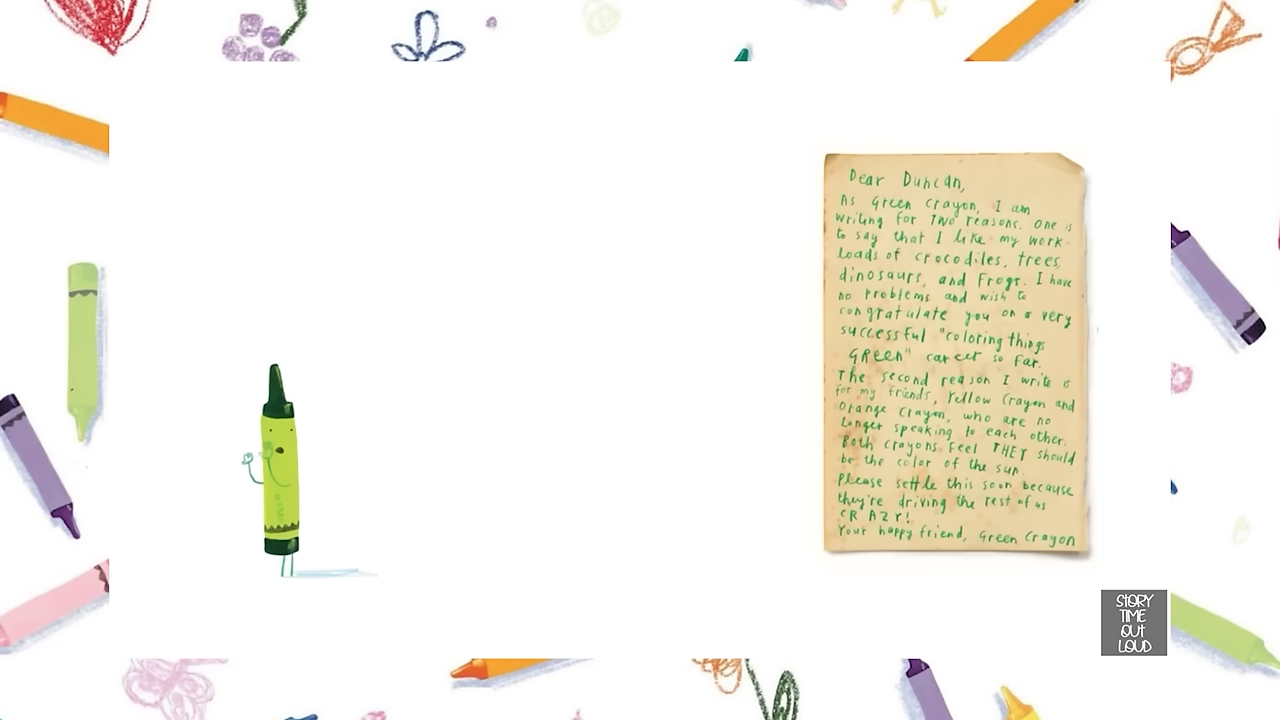 Dear Duncan,
As Green Crayon, I am
writing for TWO reasons. One is
to say that I like my work-
loads of crocodiles, trees,
dinosaurs, and frogs. I have
no problems and wish to
congratulate you on a very
successful "coloring things
GReen" career so far.
The second reason I write is
for my friends, Yellow Crayon and
Orange Crayon, who are no
longer speaking to each other.
Both crayons feel THEY should
be the color of the sun.
Please settle this soon because
they're driving the rest of us
CRAZY!
Your happy friend, Green Crayon
STORY
TIME
OUT
LOUD